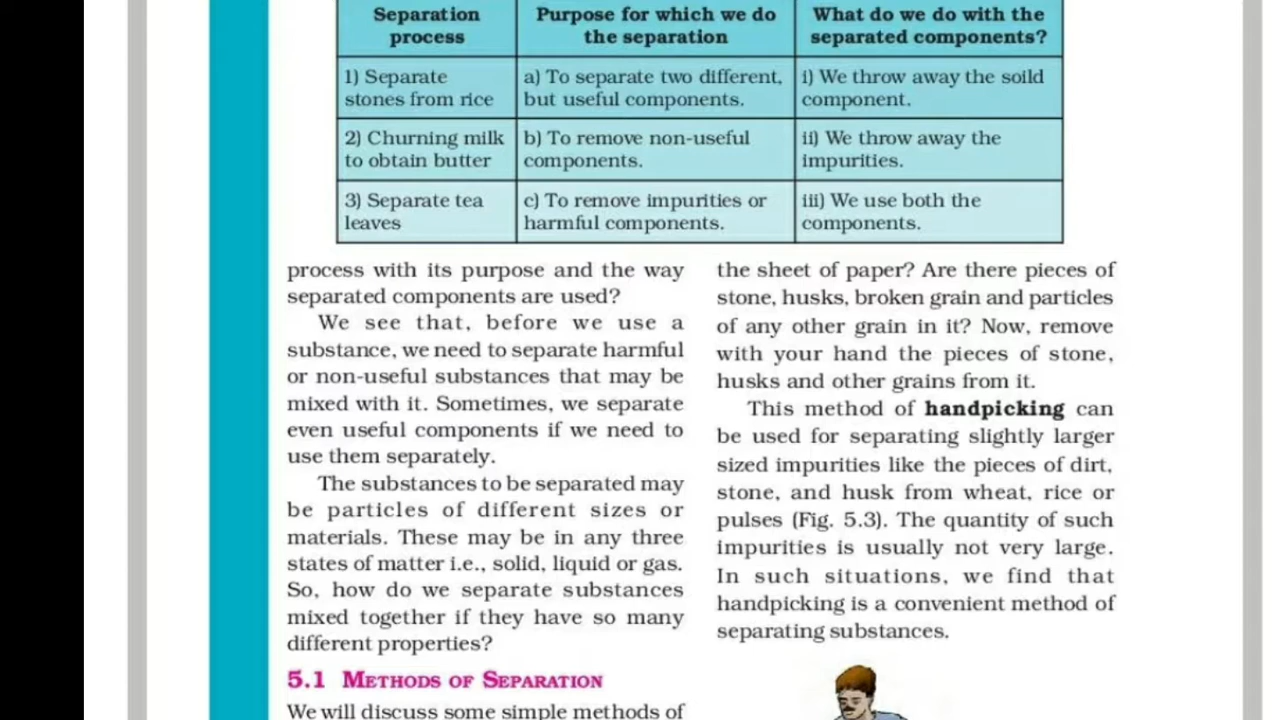 Separation process
Purpose for which we do the separation
What do we do with the separated components?
1) Separate stones from rice
a) To separate two different, but useful components.
i) We throw away the soild component.
2) Churning milk to obtain butter
b) To remove non-useful components.
ii) We throw away the impurities.
3) Separate tea leaves
c) To remove impurities or harmful components.
iii) We use both the components.
process with its purpose and the way
separated components are used?
We see that, before we use a
substance, we need to separate harmful
or non-useful substances that may be
mixed with it. Sometimes, we separate
even useful components if we need to
use them separately.
The substances to be separated may
be particles of different sizes or
materials. These may be in any three
states of matter i.e., solid, liquid or gas.
So, how do we separate substances
mixed together if they have so many
different properties?
5.1 METHODS OF SEPARATION
We will discuss some simple methods of
the sheet of paper? Are there pieces of
stone, husks, broken grain and particles
of any other grain in it? Now, remove
with your hand the pieces of stone,
husks and other grains from it.
This method of handpicking can
be used for separating slightly larger
sized impurities like the pieces of dirt,
stone, and husk from wheat, rice or
pulses (Fig. 5.3). The quantity of such
impurities is usually not very large.
In such situations, we find that
handpicking is a convenient method of
separating substances.